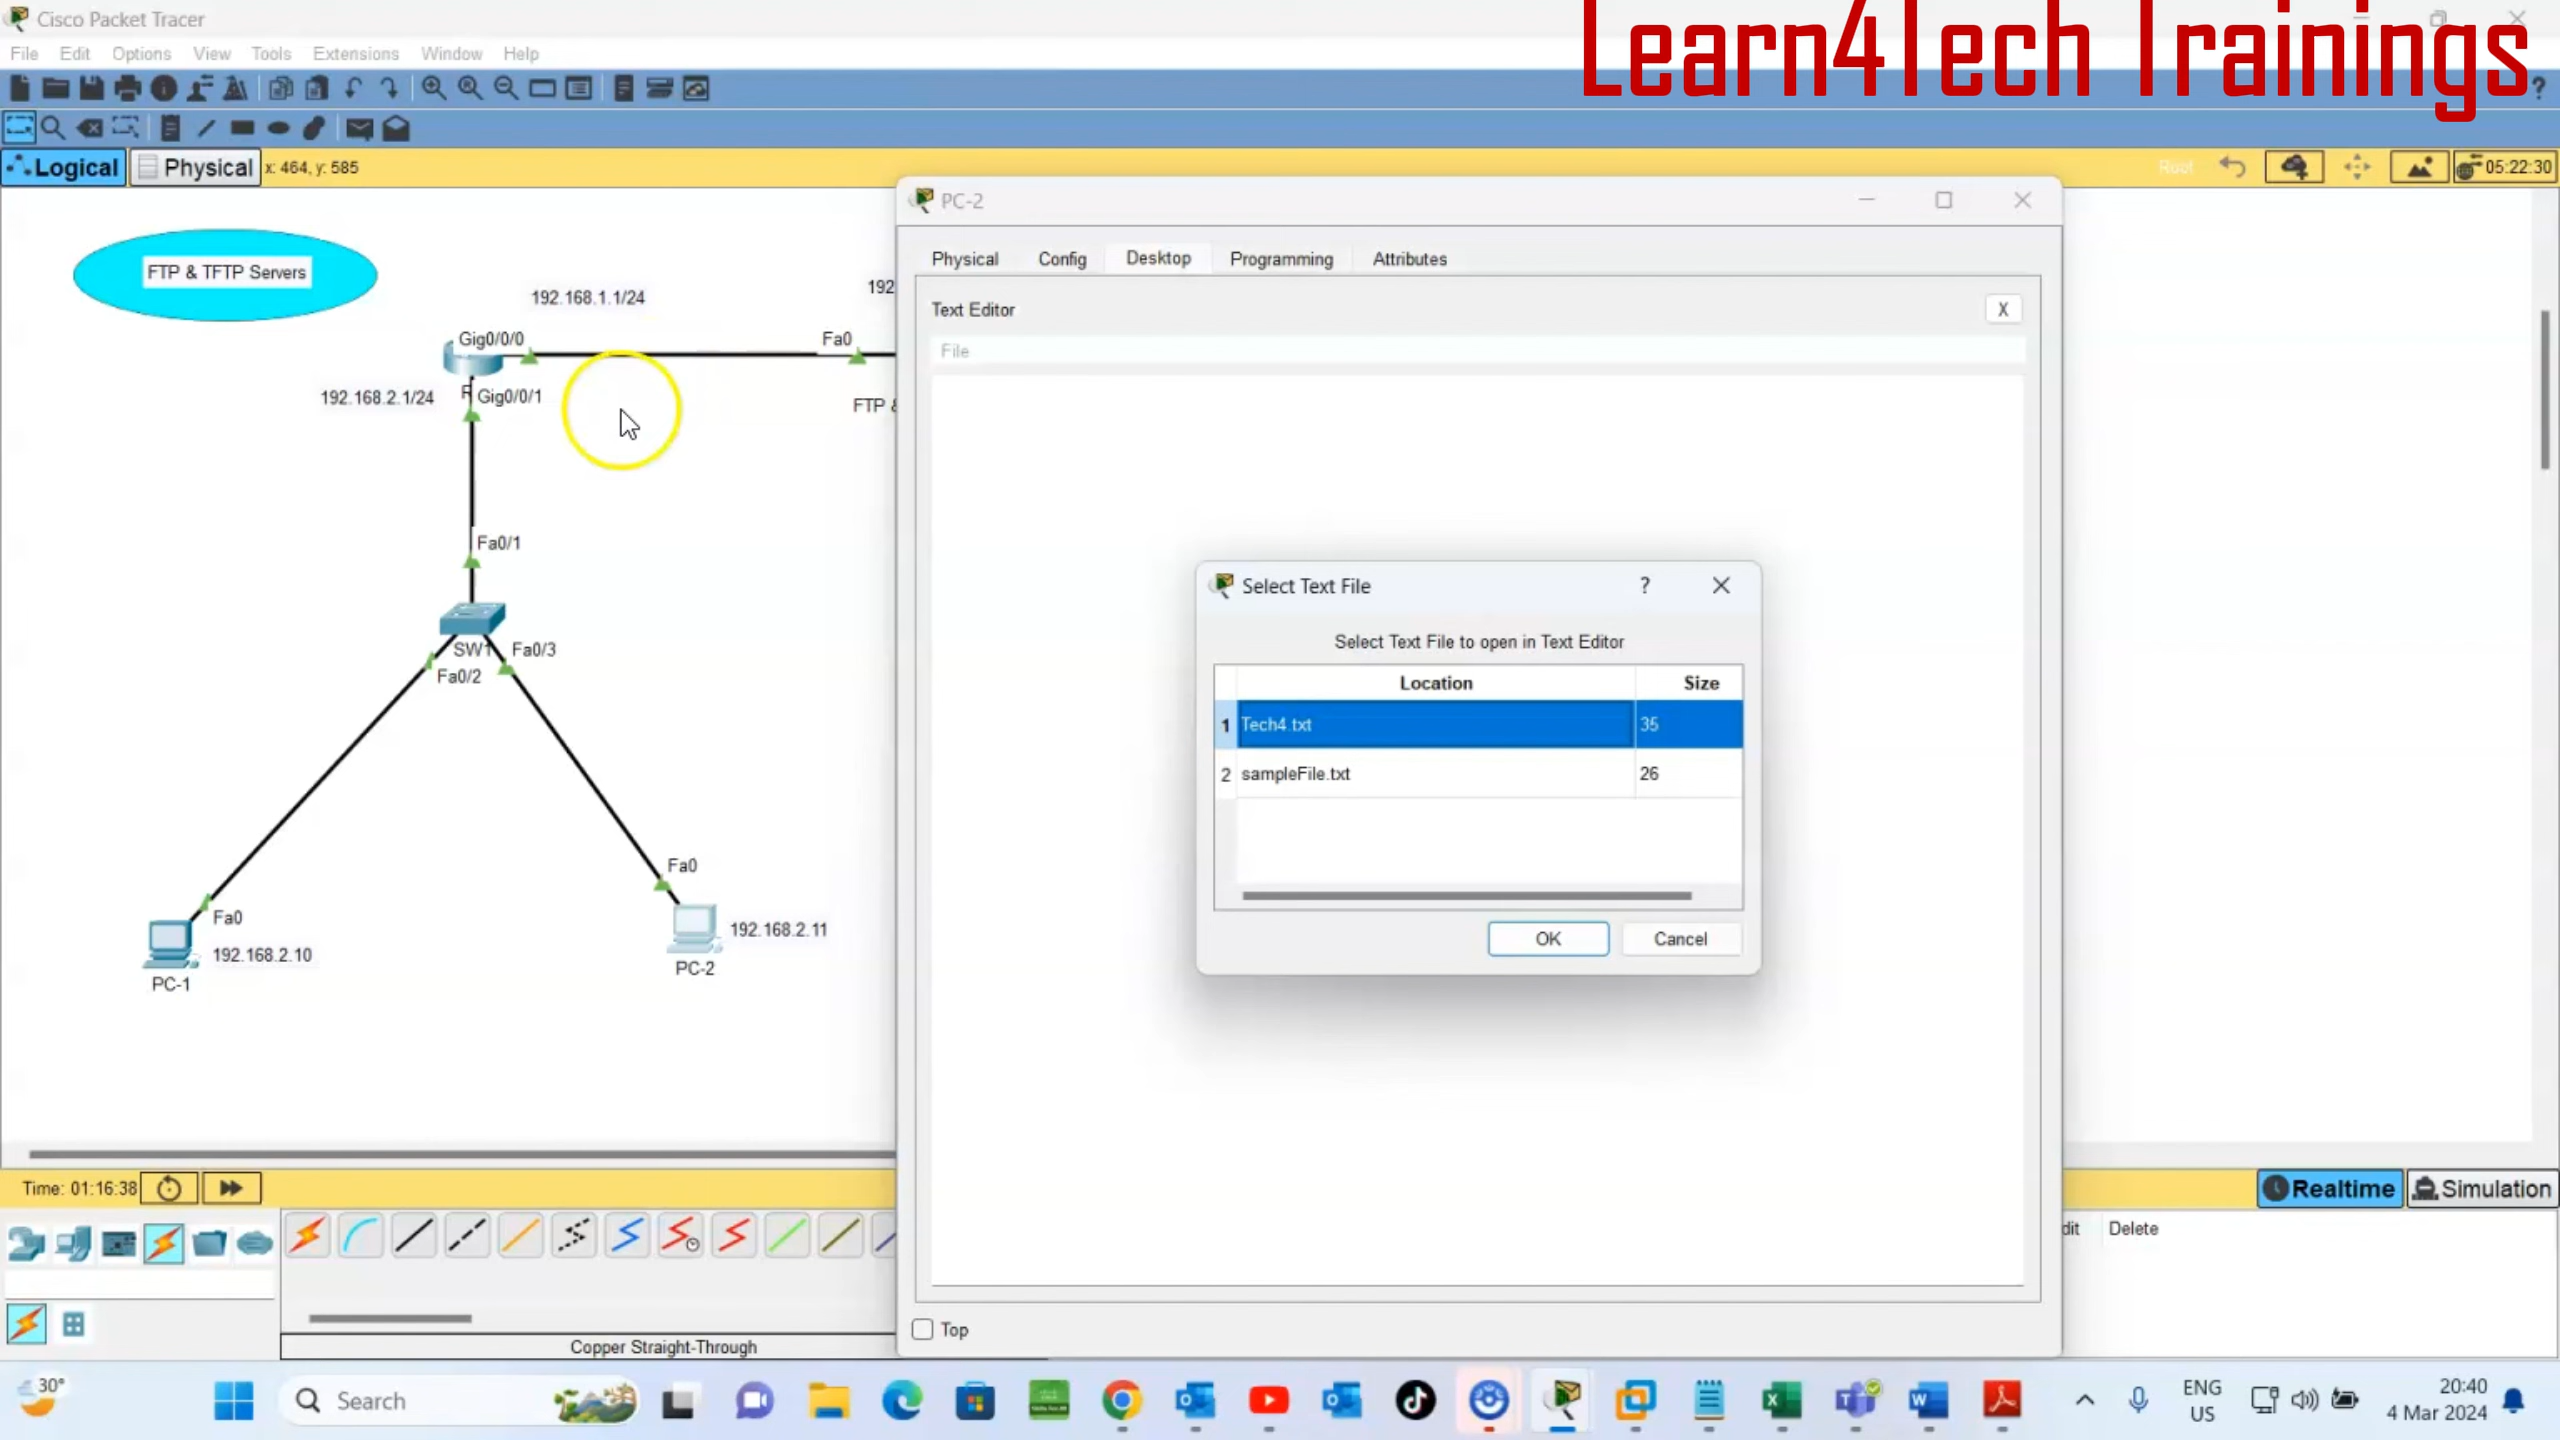 Cisco Packet Tracer
Learn4Tech Trainings
File Edit Options View Tools Extensions Window Help
?
Logical Physical x: 464, y: 585
Root 05:22:30
PC-2
Physical Config Desktop Programming Attributes
FTP & TFTP Servers
192.168.1.1/24
192
Text Editor
X
Gig0/0/0
Fa0
File
192.168.2.1/24
Gig0/0/1
FTP &
Fa0/1
Select Text File
?
SW1
Fa0/3
Fa0/2
Select Text File to open in Text Editor
Location Size
1 Tech4.txt 35
2 sampleFile.txt 26
OK Cancel
Fa0
192.168.2.11
PC-2
Fa0
192.168.2.10
PC-1
Time: 01:16:38
Realtime Simulation
dit Delete
Top
Copper Straight-Through
30°
Search
ENG
US
20:40
4 Mar 2024